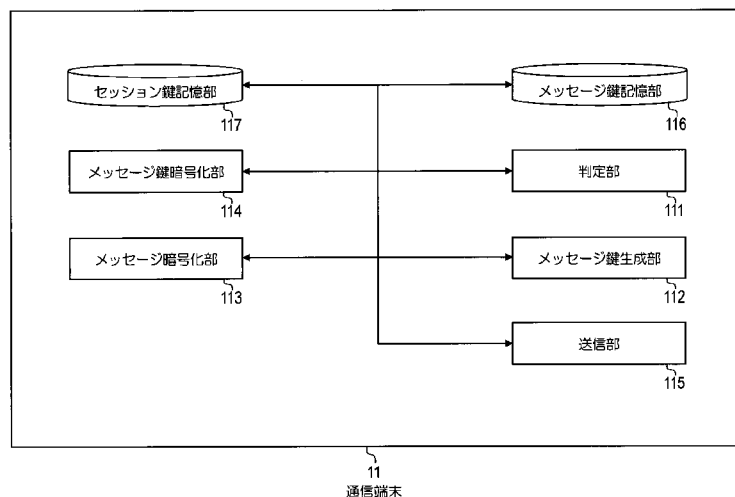 セッション鍵記憶部
117
メッセージ鍵記憶部
116
メッセージ鍵暗号化部
114
判定部
111
メッセージ暗号化部
113
メッセージ鍵生成部
112
送信部
115
11
通信端末